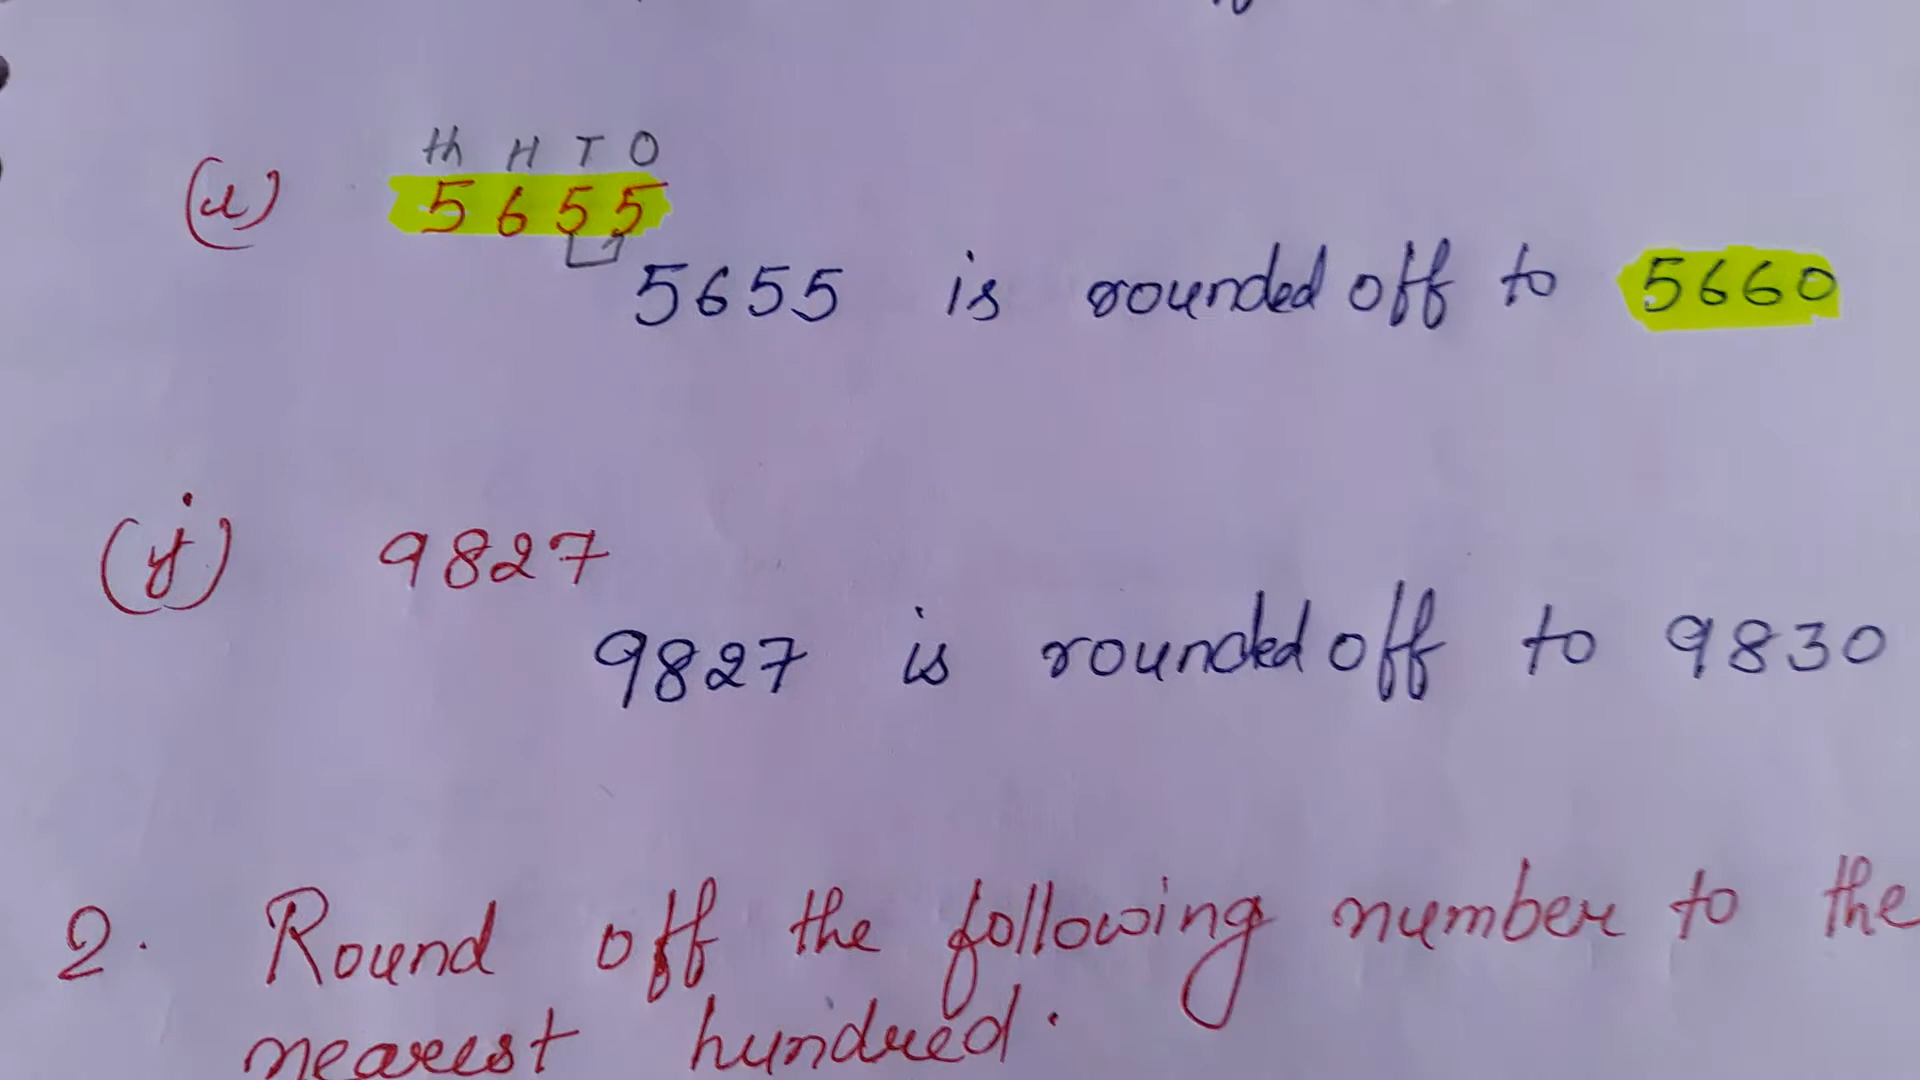 th H T O
(i) 5655
5655 is rounded off to 5660
(j) 9827
9827 is rounded off to 9830
2. Round off the following number to the
nearest hundred.